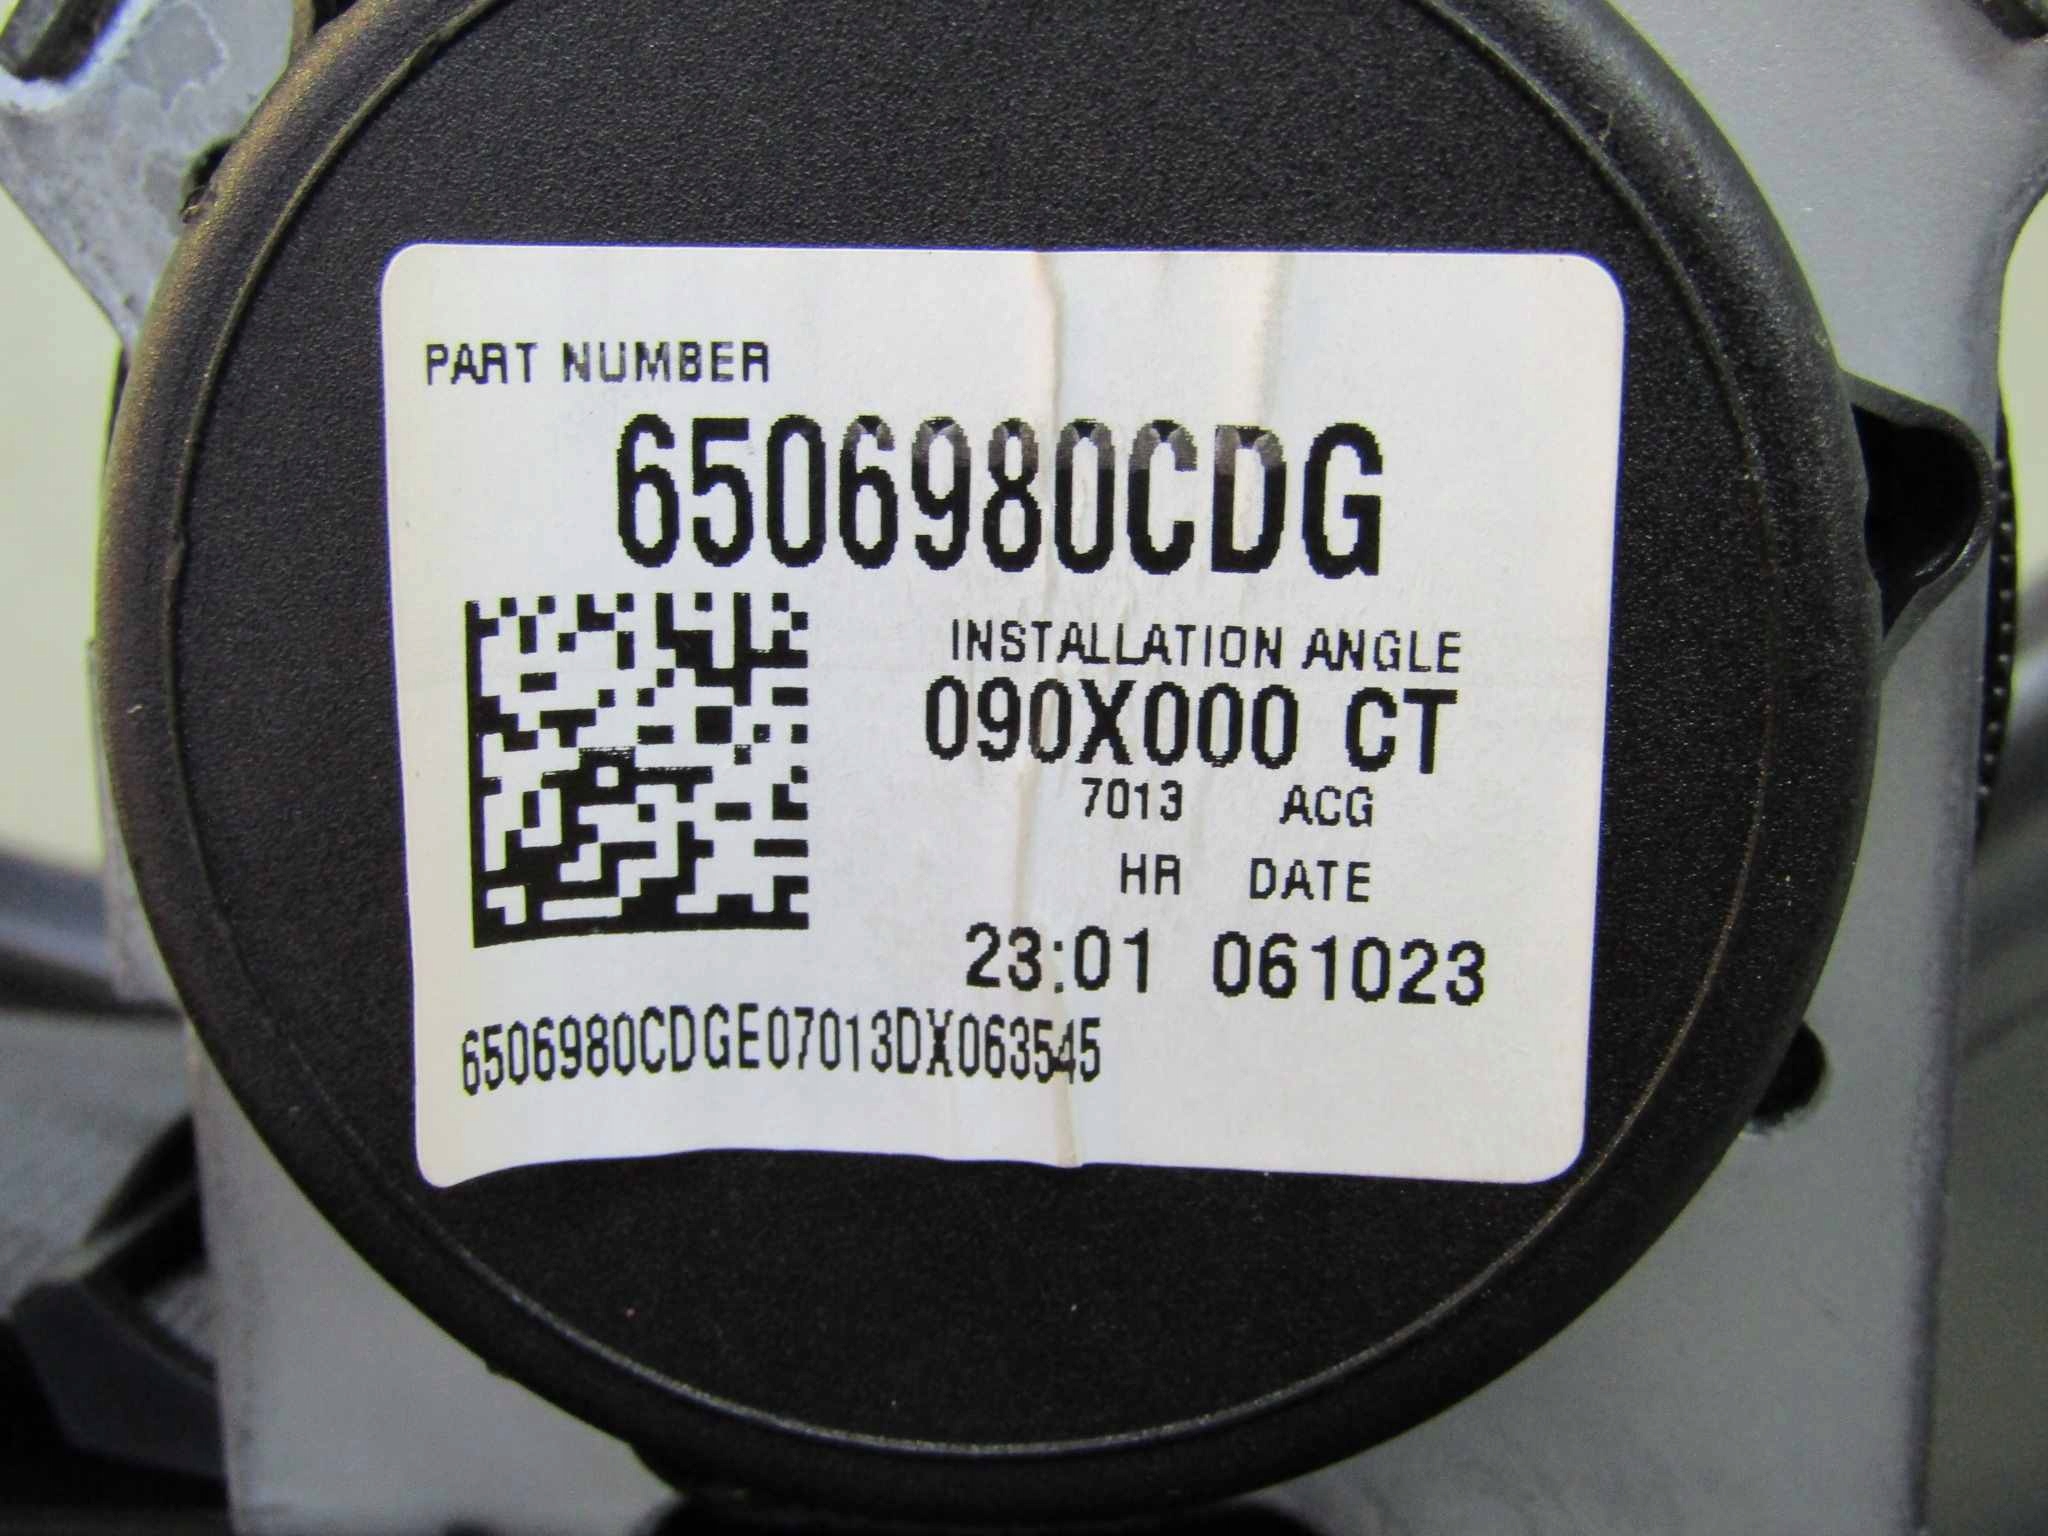 PART NUMBER
6506980CDG
INSTALLATION ANGLE
090X000 CT
7013 ACG
HR DATE
23:01 061023
6506980CDGE07013DX063545